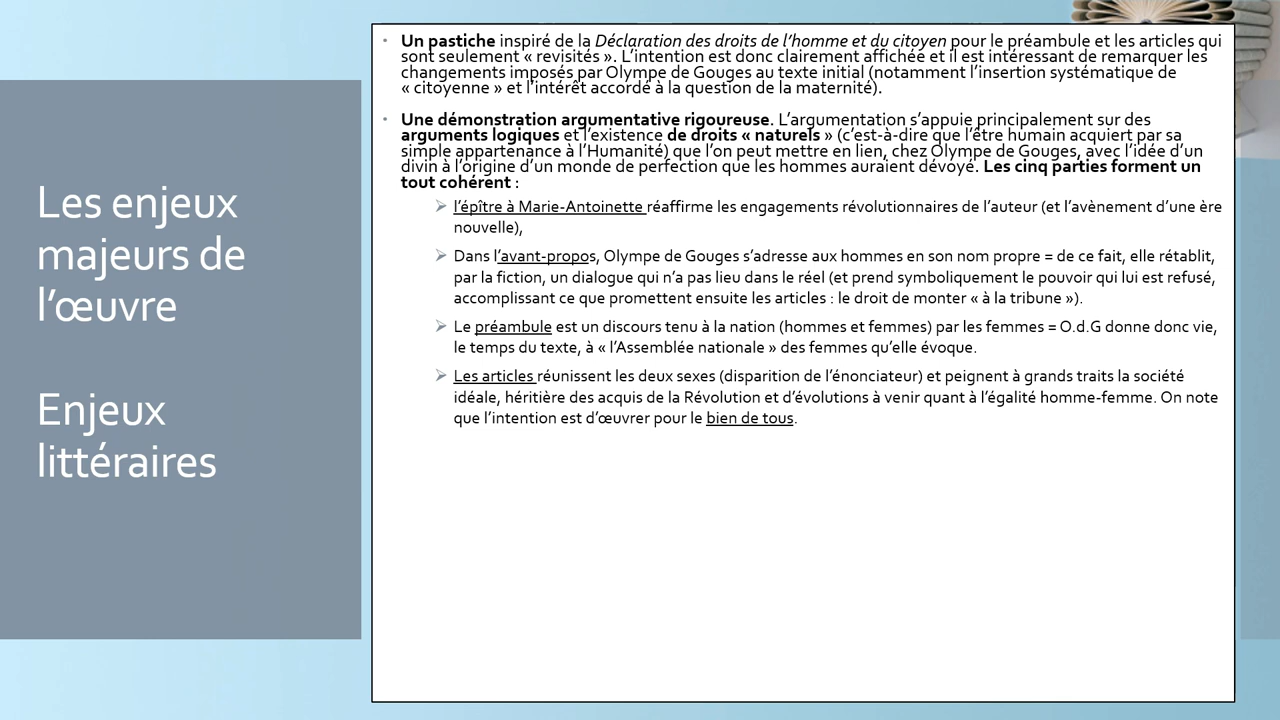 Les enjeux
majeurs de
l’œuvre
Enjeux
littéraires
• Un pastiche inspiré de la Déclaration des droits de l’homme et du citoyen pour le préambule et les articles qui
sont seulement « revisités ». L’intention est donc clairement affichée et il est intéressant de remarquer les
changements imposés par Olympe de Gouges au texte initial (notamment l’insertion systématique de
« citoyenne » et l’intérêt accordé à la question de la maternité).
• Une démonstration argumentative rigoureuse. L’argumentation s’appuie principalement sur des
arguments logiques et l’existence de droits « naturels » (c’est-à-dire que l’être humain acquiert par sa
simple appartenance à l’Humanité) que l’on peut mettre en lien, chez Olympe de Gouges, avec l’idée d’un
divin à l’origine d’un monde de perfection que les hommes auraient dévoyé. Les cinq parties forment un
tout cohérent :
➢ l’épître à Marie-Antoinette réaffirme les engagements révolutionnaires de l’auteur (et l’avènement d’une ère
nouvelle),
➢ Dans l’avant-propos, Olympe de Gouges s’adresse aux hommes en son nom propre = de ce fait, elle rétablit,
par la fiction, un dialogue qui n’a pas lieu dans le réel (et prend symboliquement le pouvoir qui lui est refusé,
accomplissant ce que promettent ensuite les articles : le droit de monter « à la tribune »).
➢ Le préambule est un discours tenu à la nation (hommes et femmes) par les femmes = O.d.G donne donc vie,
le temps du texte, à « l’Assemblée nationale » des femmes qu’elle évoque.
➢ Les articles réunissent les deux sexes (disparition de l’énonciateur) et peignent à grands traits la société
idéale, héritière des acquis de la Révolution et d’évolutions à venir quant à l’égalité homme-femme. On note
que l’intention est d’œuvrer pour le bien de tous.